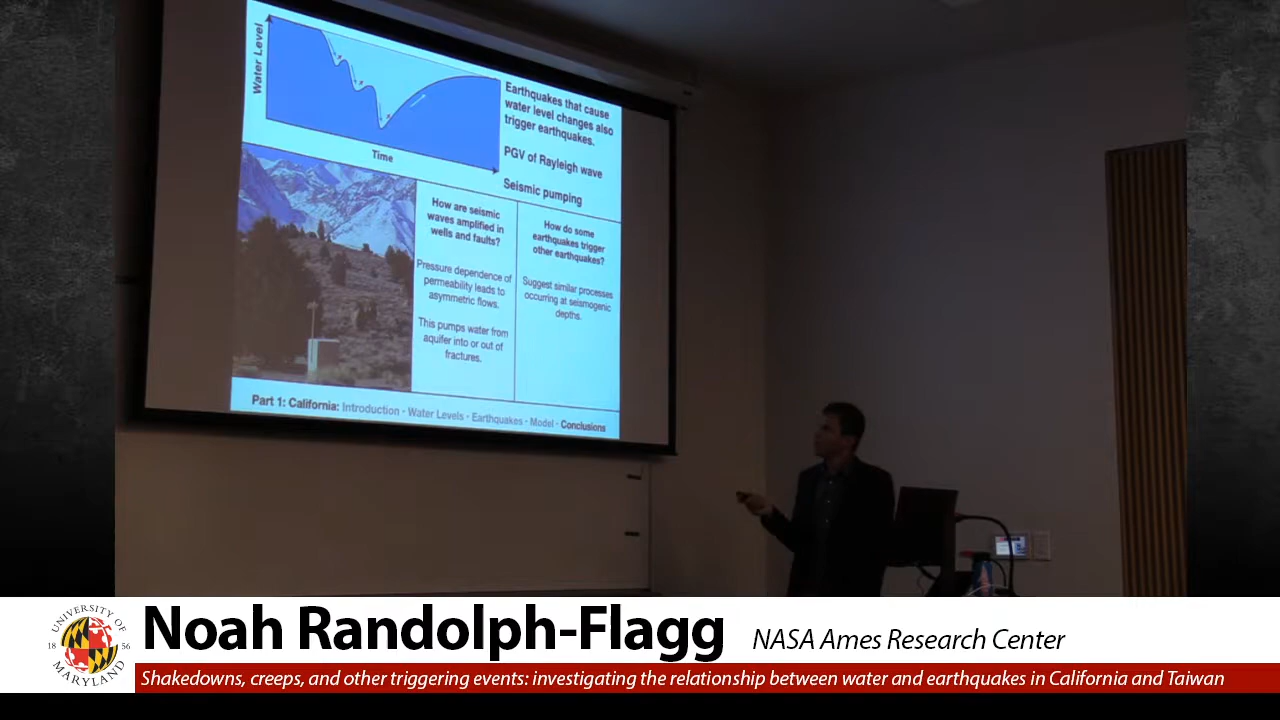 Water Level
Time
Earthquakes that cause
water level changes also
trigger earthquakes.
PGV of Rayleigh wave
Seismic pumping
How are seismic
waves amplified in
wells and faults?
Pressure dependence of
permeability leads to
asymmetric flows.
This pumps water from
aquifer into or out of
fractures.
How do some
earthquakes trigger
other earthquakes?
Suggest similar processes
occurring at seismogenic
depths.
Part 1: California: Introduction · Water Levels · Earthquakes · Model · Conclusions
UNIVERSITY OF
18 56
MARYLAND
Noah Randolph-Flagg NASA Ames Research Center
Shakedowns, creeps, and other triggering events: investigating the relationship between water and earthquakes in California and Taiwan